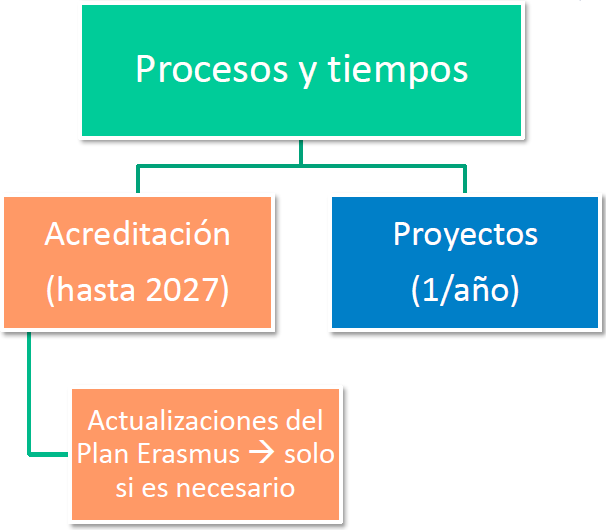 Procesos y tiempos
Acreditación
(hasta 2027)
Proyectos
(1/año)
Actualizaciones del
Plan Erasmus → solo
si es necesario